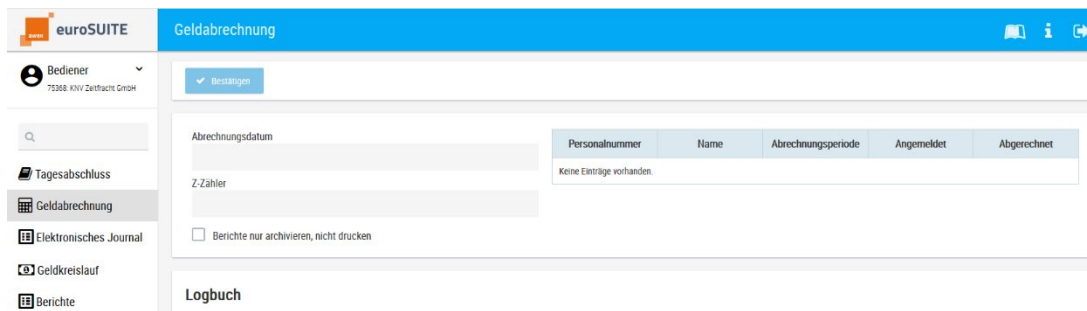 euroSUITE
Geldabrechnung
Bediener
75368: KNV Zeitfracht GmbH
Bestätigen
Tagesabschluss
Geldabrechnung
Elektronisches Journal
Geldkreislauf
Berichte
Abrechnungsdatum
Z-Zähler
Berichte nur archivieren, nicht drucken
Personalnummer Name Abrechnungsperiode Angemeldet Abgerechnet
Keine Einträge vorhanden.
Logbuch